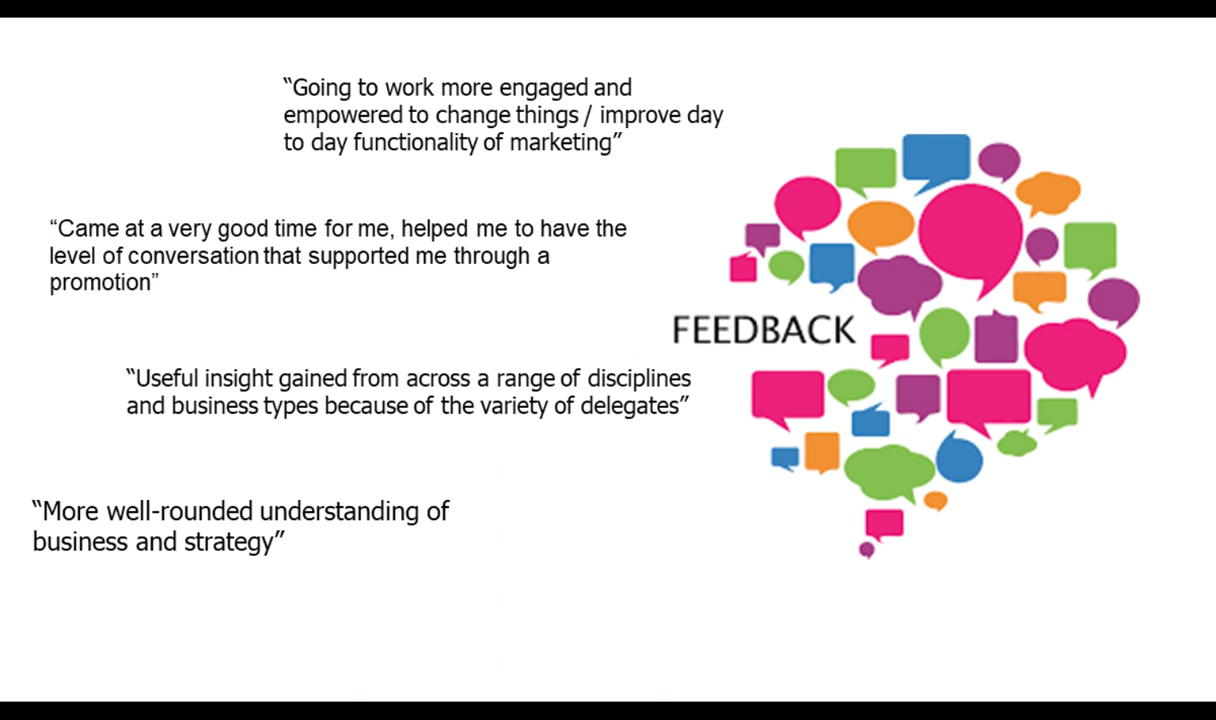 “Going to work more engaged and
empowered to change things / improve day
to day functionality of marketing”
“Came at a very good time for me, helped me to have the
level of conversation that supported me through a
promotion”
FEEDBACK
“Useful insight gained from across a range of disciplines
and business types because of the variety of delegates”
“More well-rounded understanding of
business and strategy”